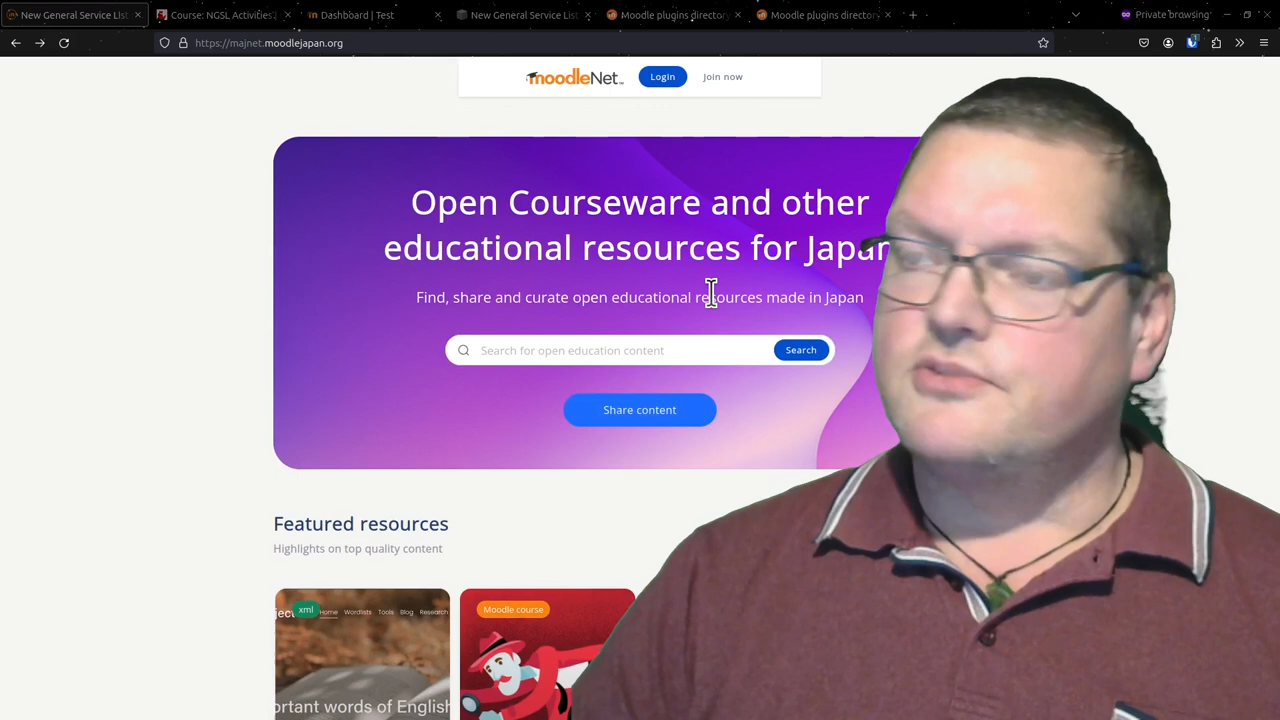 New General Service List
Course: NGSL Activities
Dashboard | Test
New General Service List
Moodle plugins directory
Moodle plugins directory
Private browsing
https://majnet.moodlejapan.org
moodleNet
Login
Join now
Open Courseware and other
educational resources for Japan
Find, share and curate open educational resources made in Japan
Search for open education content
Search
Share content
Featured resources
Highlights on top quality content
xml
Home
Wordlists
Tools
Blog
Research
Moodle course
ortant words of English